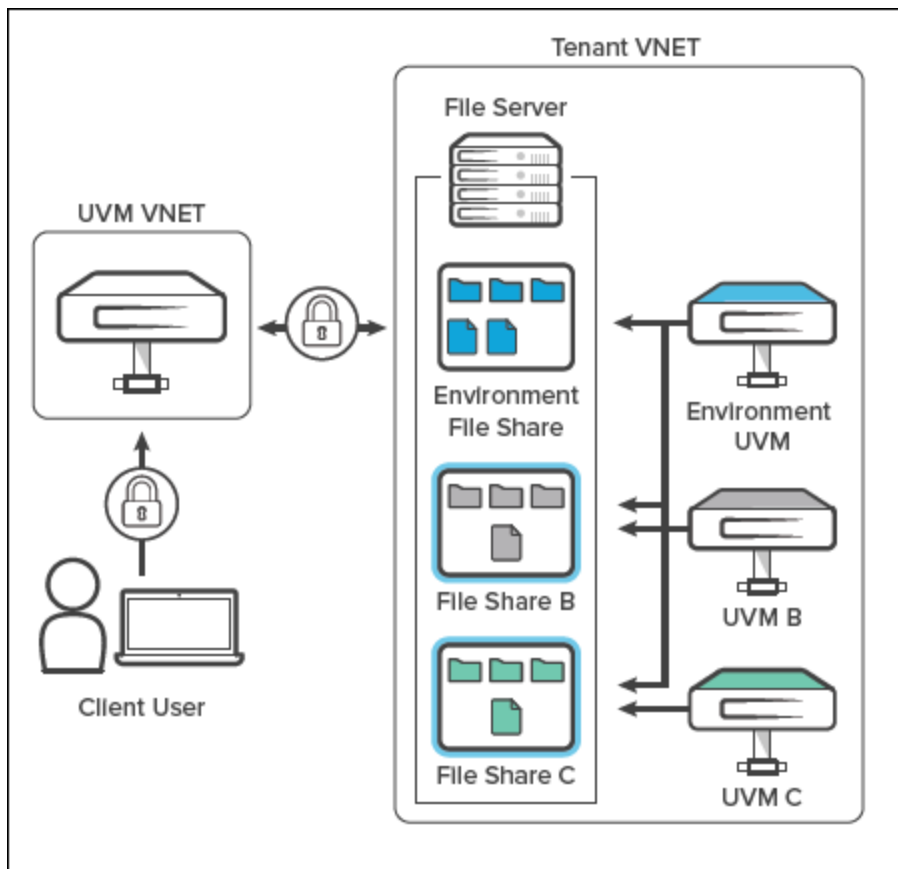 Tenant VNET
File Server
UVM VNET
Environment
File Share
Environment
UVM
File Share B
UVM B
Client User
File Share C
UVM C